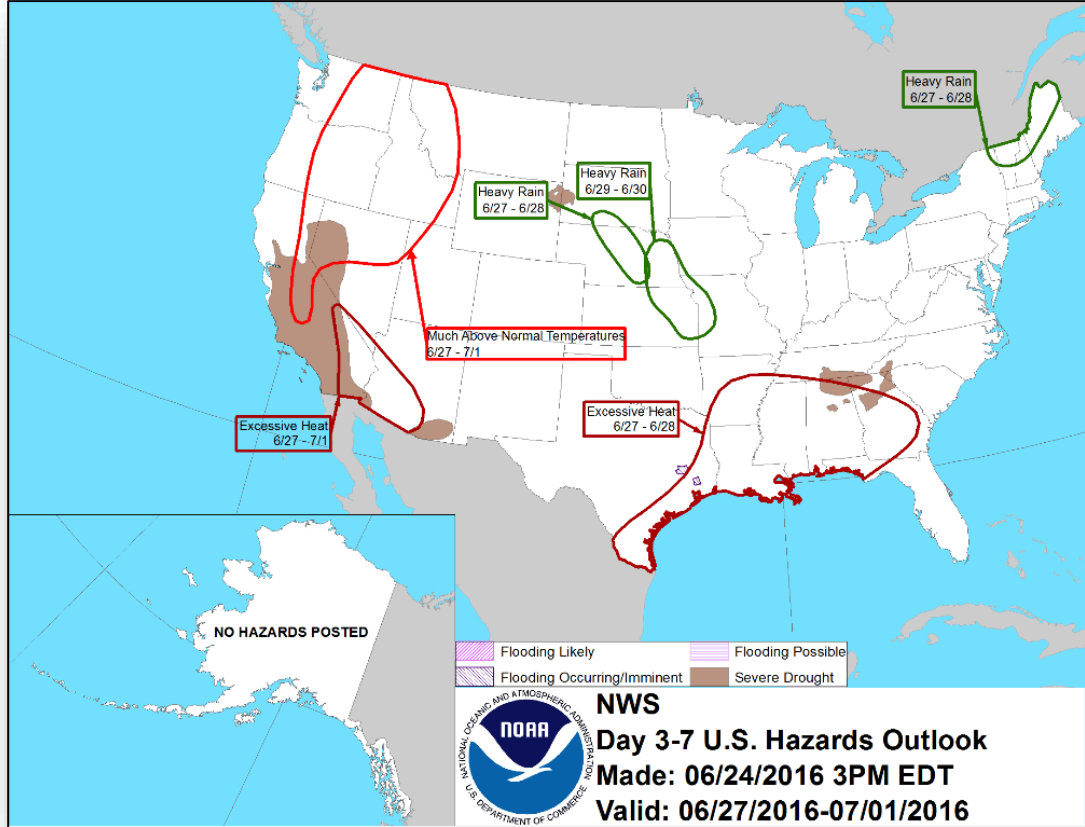 Heavy Rain
6/27 - 6/28
Heavy Rain
6/29 - 6/30
Heavy Rain
6/27 - 6/28
Much Above Normal Temperatures
6/27 - 7/1
Excessive Heat
6/27 - 7/1
Excessive Heat
6/27 - 6/28
NO HAZARDS POSTED
Flooding Likely
Flooding Possible
Flooding Occurring/Imminent
Severe Drought
NATIONAL OCEANIC AND ATMOSPHERIC ADMINISTRATION
NOAA
U.S. DEPARTMENT OF COMMERCE
NWS
Day 3-7 U.S. Hazards Outlook
Made: 06/24/2016 3PM EDT
Valid: 06/27/2016-07/01/2016